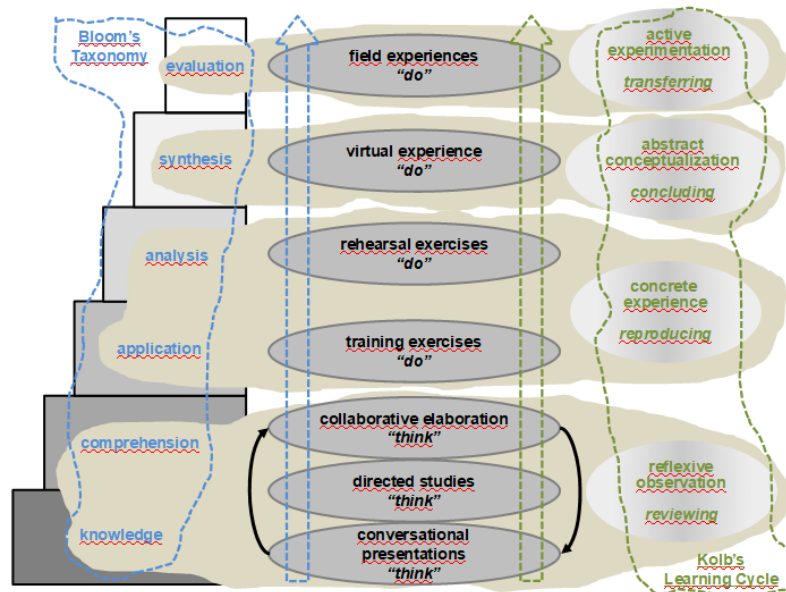 Bloom's
Taxonomy
evaluation
field experiences
"do"
active
experimentation
transferring
synthesis
virtual experience
"do"
abstract
conceptualization
concluding
analysis
rehearsal exercises
"do"
concrete
experience
reproducing
application
training exercises
"do"
comprehension
collaborative elaboration
"think"
directed studies
"think"
reflexive
observation
reviewing
knowledge
conversational
presentations
"think"
Kolb's
Learning Cycle